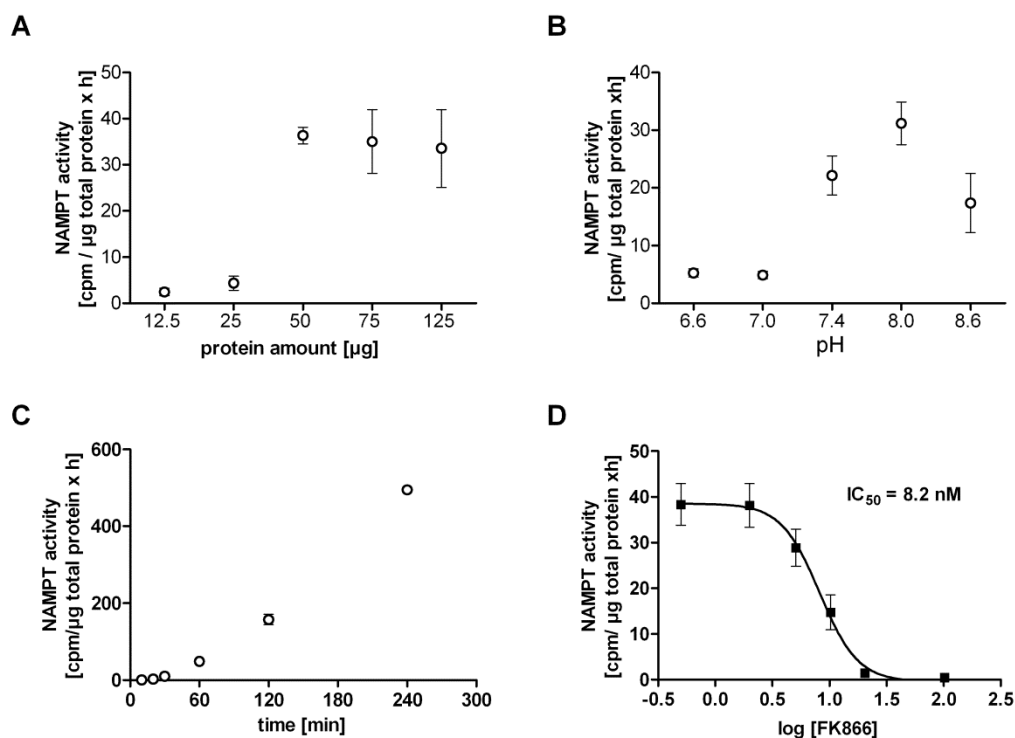 A
NAMPT activity
[cpm / µg total protein x h]
50
40
30
20
10
0
12.5 25 50 75 125
protein amount [µg]
B
NAMPT activity
[cpm/ µg total protein xh]
40
30
20
10
0
6.6 7.0 7.4 8.0 8.6
pH
C
NAMPT activity
[cpm/µg total protein x h]
600
400
200
0
0 60 120 180 240 300
time [min]
D
NAMPT activity
[cpm/ µg total protein xh]
50
40
30
20
10
0
IC50 = 8.2 nM
-0.5 0.0 0.5 1.0 1.5 2.0 2.5
log [FK866]